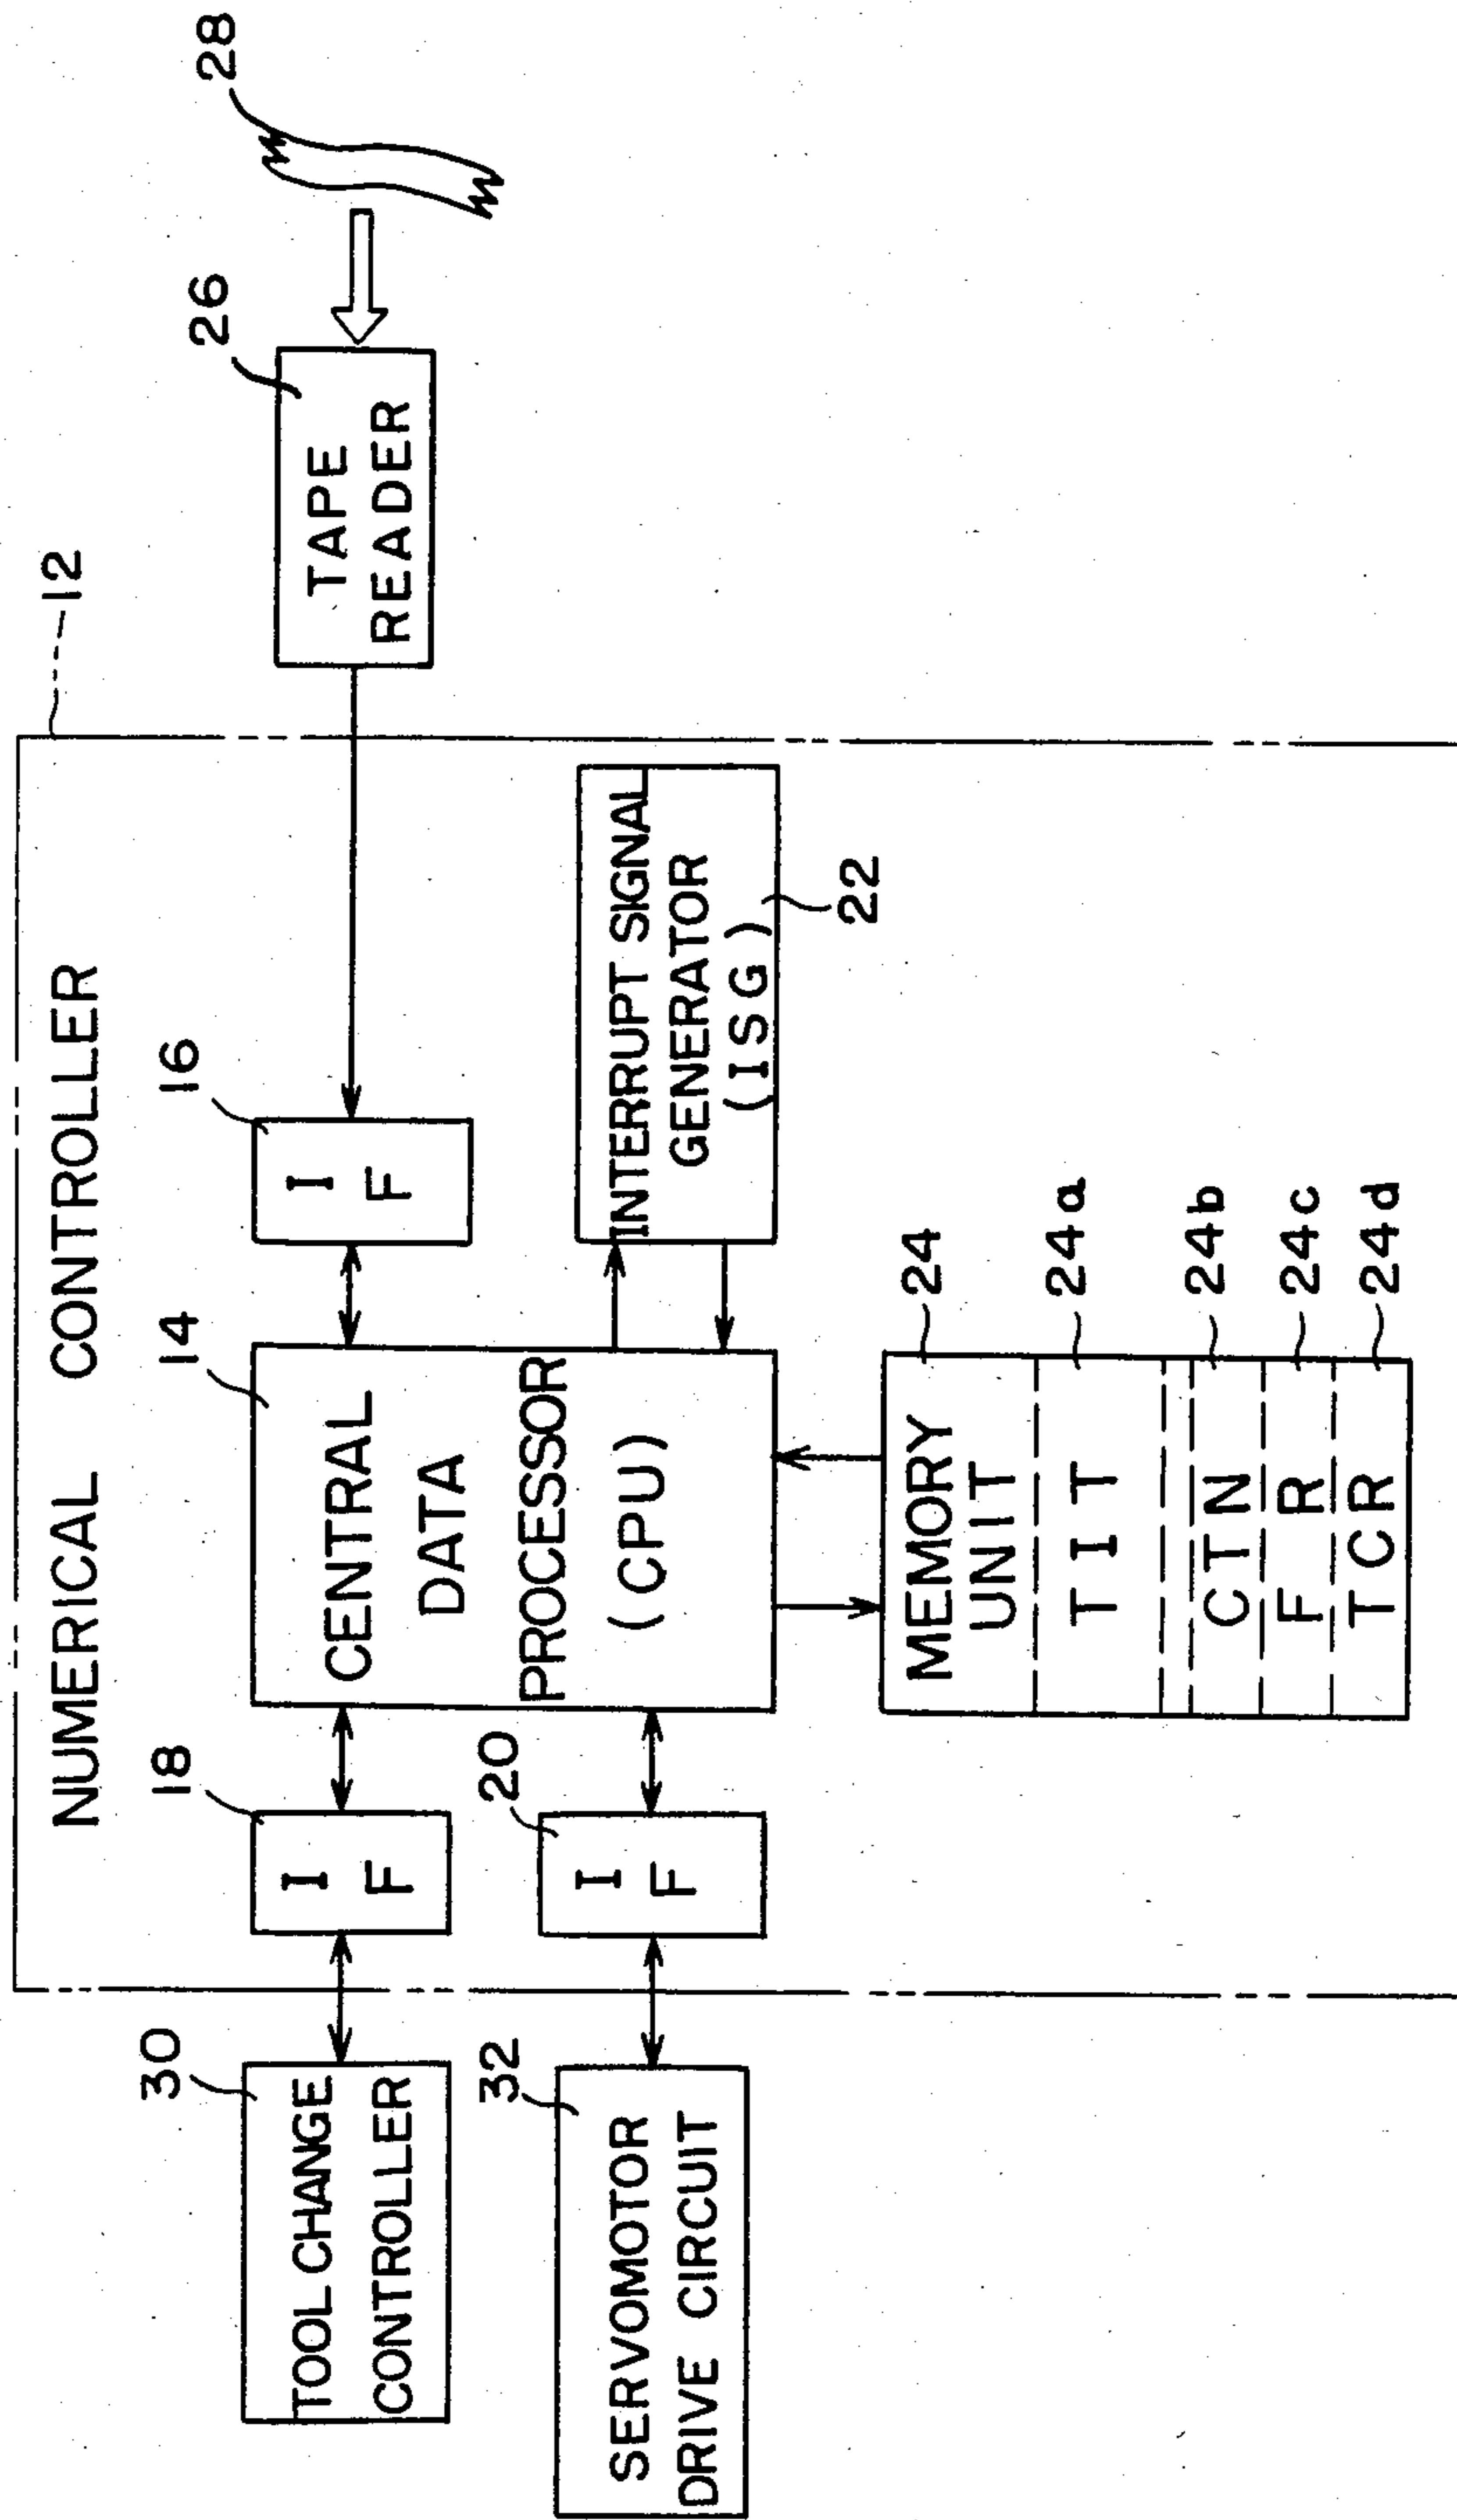 NUMERICAL CONTROLLER
12
30
TOOL CHANGE
CONTROLLER
18
I
F
14
CENTRAL
DATA
PROCESSOR
(CPU)
16
I
F
26
TAPE
READER
28
32
SERVOMOTOR
DRIVE CIRCUIT
20
I
F
INTERRUPT SIGNAL
GENERATOR
(ISG)
22
MEMORY
UNIT
24
TIT
24a
CTN
24b
FR
24c
TCR
24d